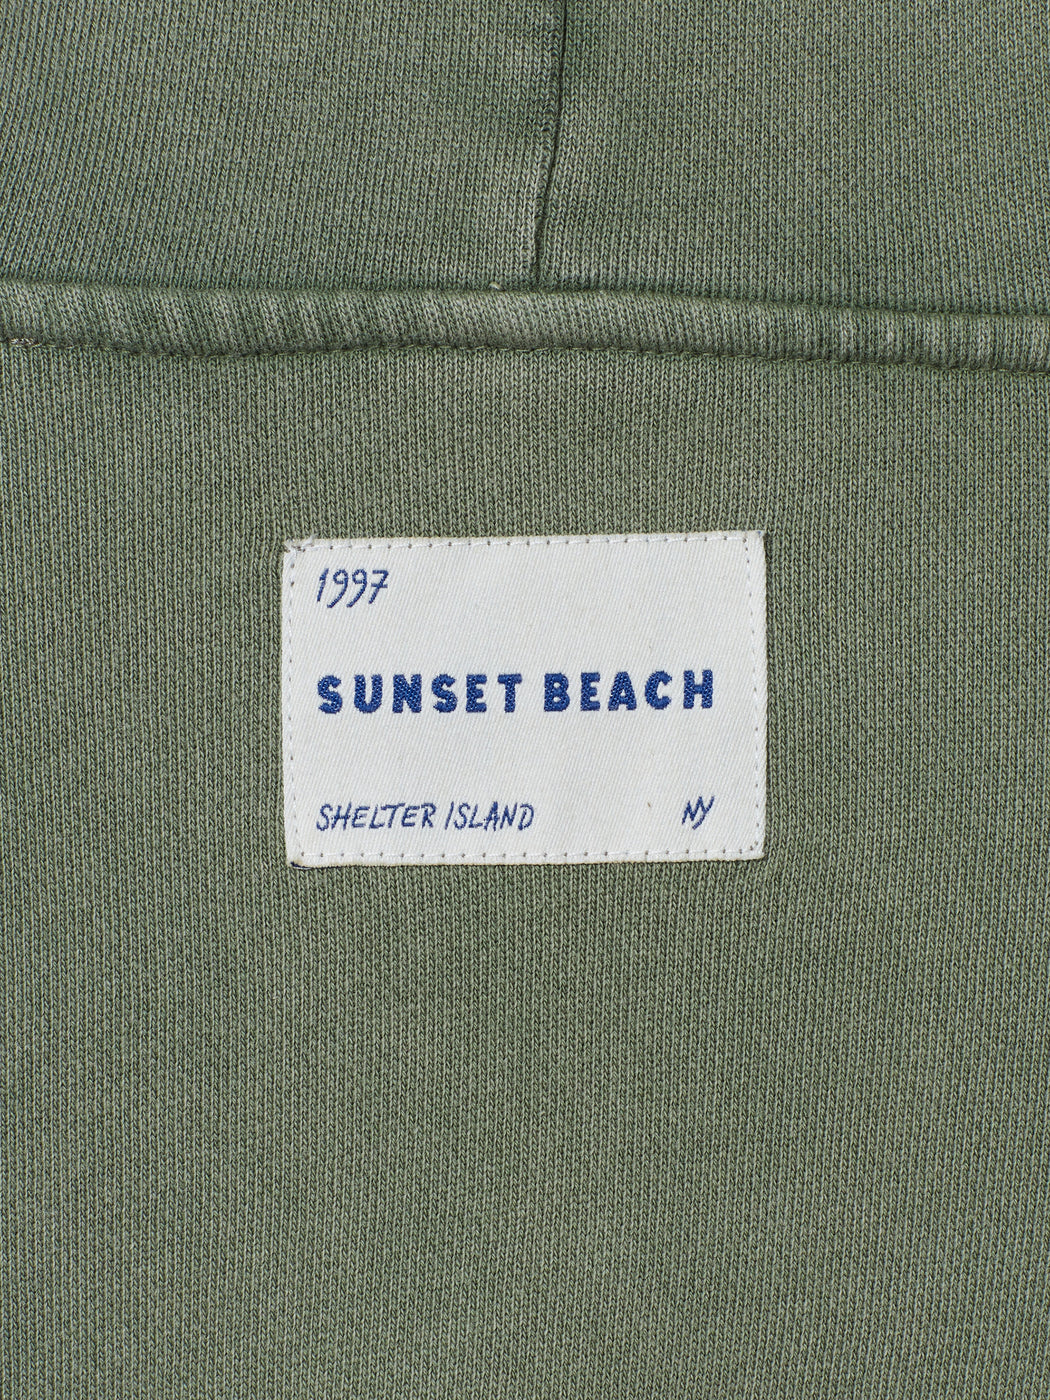 1997
SUNSET BEACH
SHELTER ISLAND NY